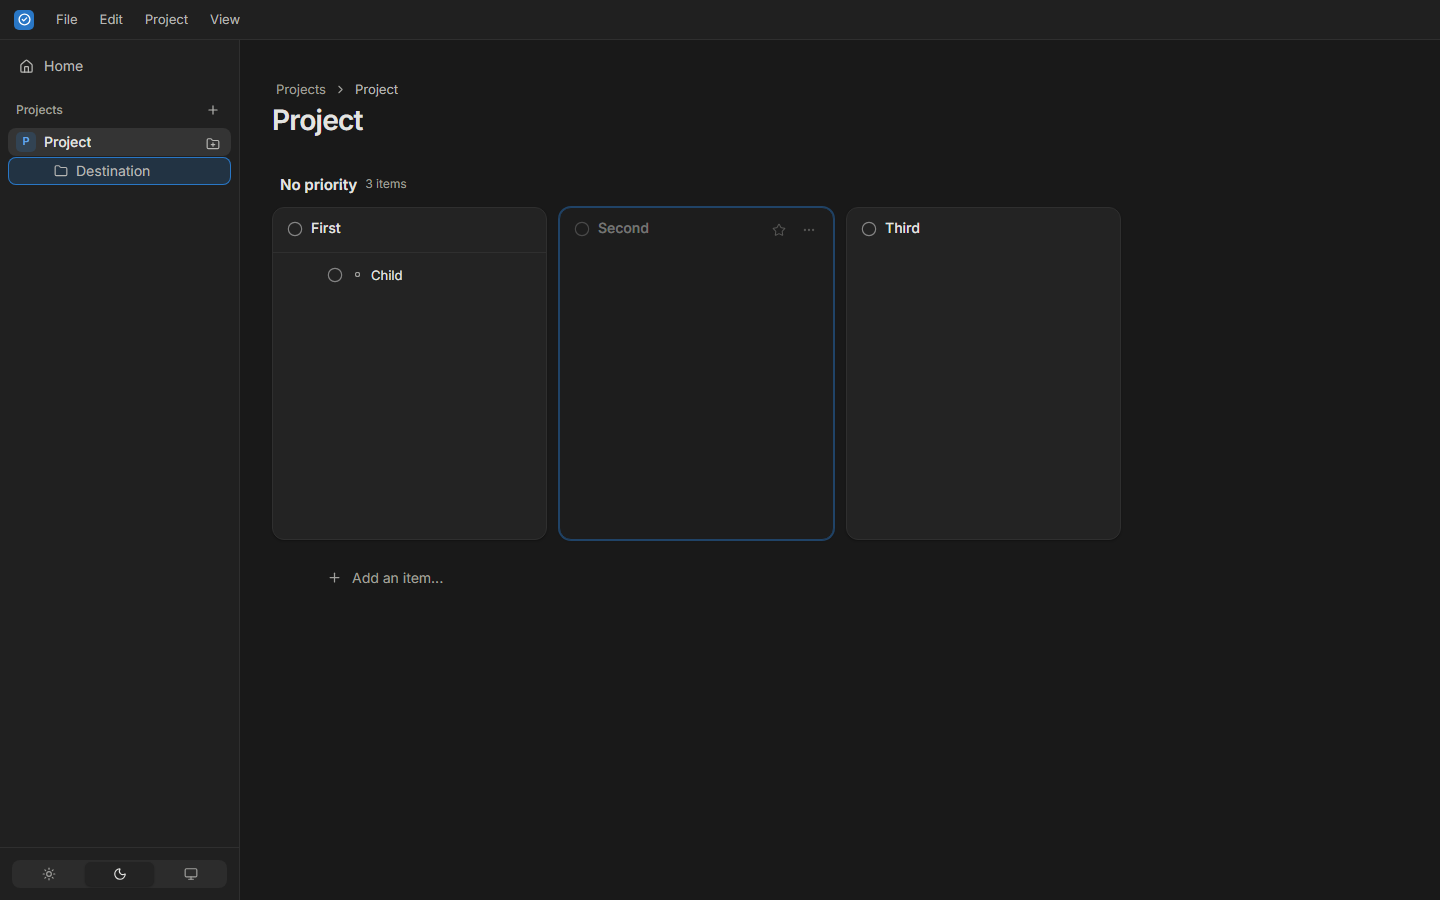 File Edit Project View
Home
Projects
P Project
Destination
Projects > Project
Project
No priority 3 items
First
Second
Third
Child
Add an item...